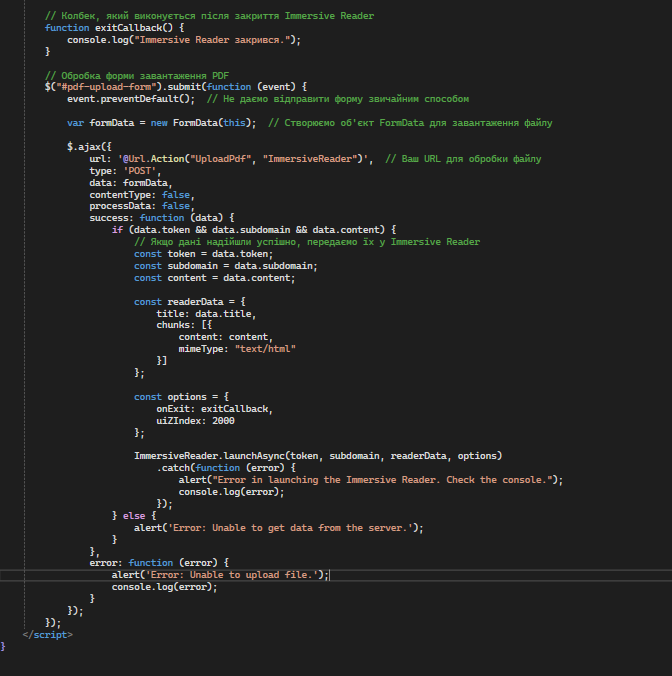 // Колбек, який виконується після закриття Immersive Reader
function exitCallback() {
console.log("Immersive Reader закрився.");
}
// Обробка форми завантаження PDF
$("#pdf-upload-form").submit(function (event) {
event.preventDefault();  // Не даємо відправити форму звичайним способом
var formData = new FormData(this);  // Створюємо об'єкт FormData для завантаження файлу
$.ajax({
url: '@Url.Action("UploadPdf", "ImmersiveReader")',  // Ваш URL для обробки файлу
type: 'POST',
data: formData,
contentType: false,
processData: false,
success: function (data) {
if (data.token && data.subdomain && data.content) {
// Якщо дані надійшли успішно, передаємо їх у Immersive Reader
const token = data.token;
const subdomain = data.subdomain;
const content = data.content;
const readerData = {
title: data.title,
chunks: [{
content: content,
mimeType: "text/html"
}]
};
const options = {
onExit: exitCallback,
uiZIndex: 2000
};
ImmersiveReader.launchAsync(token, subdomain, readerData, options)
.catch(function (error) {
alert("Error in launching the Immersive Reader. Check the console.");
console.log(error);
});
} else {
alert('Error: Unable to get data from the server.');
}
},
error: function (error) {
alert('Error: Unable to upload file.');
console.log(error);
}
});
});
</script>
}